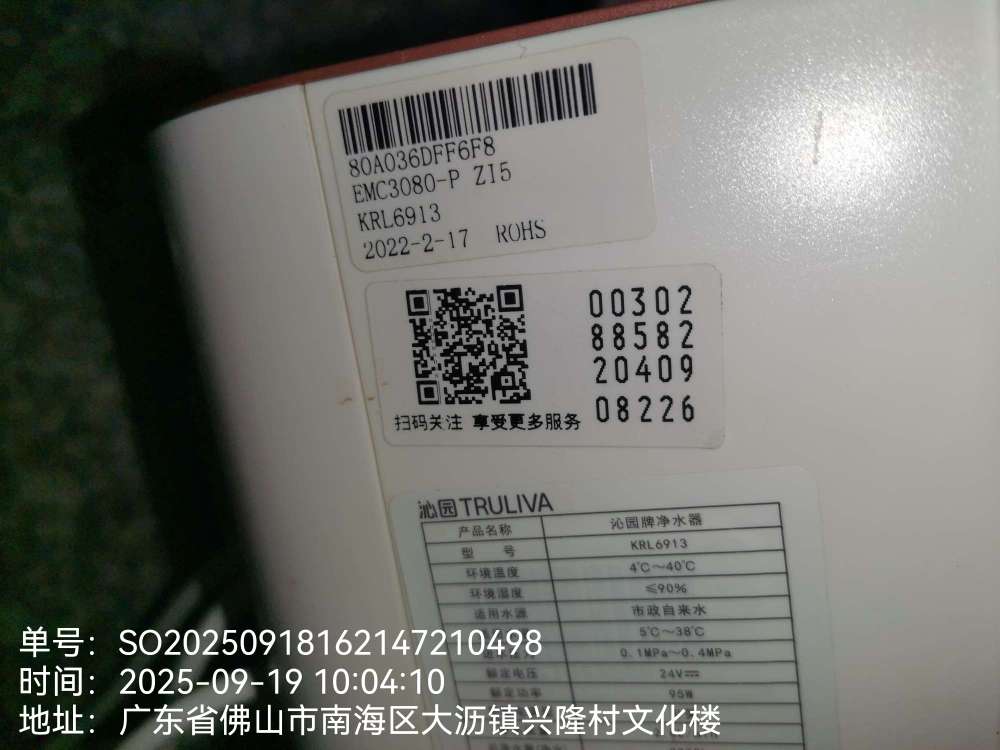 80A036DFF6F8
EMC3080-P ZI5
KRL6913
2022-2-17 ROHS
00302
88582
20409
08226
扫码关注 享受更多服务
沁园TRULIVA
产品名称 沁园牌净水器
型 号 KRL6913
环境温度 4℃~40℃
环境湿度 ≤90%
适用水源 市政自来水
5℃~38℃
0.1MPa~0.4MPa
额定电压 24V⎓
额定功率 95W
单号：SO20250918162147210498
时间：2025-09-19 10:04:10
地址：广东省佛山市南海区大沥镇兴隆村文化楼